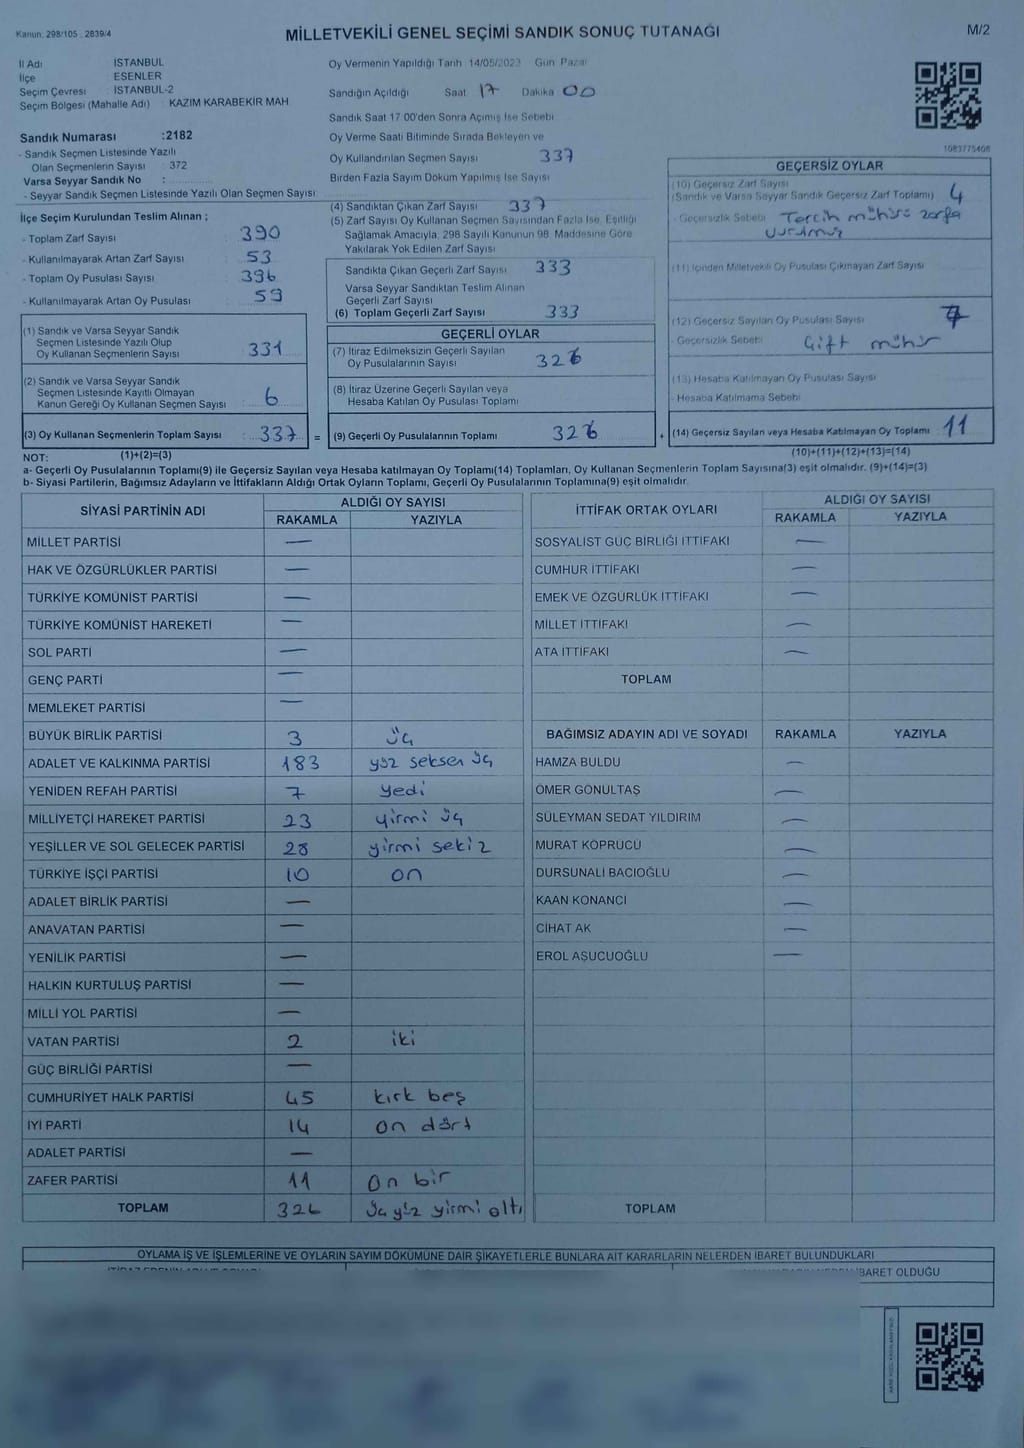 Kanun: 298/105 , 2839/4
MİLLETVEKİLİ GENEL SEÇİMİ SANDIK SONUÇ TUTANAĞI
M/2
İl Adı İSTANBUL
İlçe ESENLER
Seçim Çevresi İSTANBUL-2
Seçim Bölgesi (Mahalle Adı) : KAZIM KARABEKİR MAH.
Sandık Numarası :2182
- Sandık Seçmen Listesinde Yazılı
Olan Seçmenlerin Sayısı : 372
Varsa Seyyar Sandık No :
- Seyyar Sandık Seçmen Listesinde Yazılı Olan Seçmen Sayısı:
İlçe Seçim Kurulundan Teslim Alınan ;
- Toplam Zarf Sayısı : 390
- Kullanılmayarak Artan Zarf Sayısı : 53
- Toplam Oy Pusulası Sayısı : 396
- Kullanılmayarak Artan Oy Pusulası : 59
(1) Sandık ve Varsa Seyyar Sandık
Seçmen Listesinde Yazılı Olup
Oy Kullanan Seçmenlerin Sayısı : 331
(2) Sandık ve Varsa Seyyar Sandık
Seçmen Listesinde Kayıtlı Olmayan
Kanun Gereği Oy Kullanan Seçmen Sayısı : 6
(3) Oy Kullanan Seçmenlerin Toplam Sayısı : 337 =
Oy Vermenin Yapıldığı Tarih: 14/05/2023 Gün: Pazar
Sandığın Açıldığı Saat 17 Dakika 00
Sandık Saat 17:00'den Sonra Açılmış İse Sebebi
Oy Verme Saati Bitiminde Sırada Bekleyen ve
Oy Kullandırılan Seçmen Sayısı 337
Birden Fazla Sayım Döküm Yapılmış İse Sayısı
(4) Sandıktan Çıkan Zarf Sayısı 337
(5) Zarf Sayısı Oy Kullanan Seçmen Sayısından Fazla İse, Eşitliği
Sağlamak Amacıyla, 298 Sayılı Kanunun 98. Maddesine Göre
Yakılarak Yok Edilen Zarf Sayısı
Sandıkta Çıkan Geçerli Zarf Sayısı 333
Varsa Seyyar Sandıktan Teslim Alınan
Geçerli Zarf Sayısı
(6) Toplam Geçerli Zarf Sayısı 333
GEÇERLİ OYLAR
(7) İtiraz Edilmeksizin Geçerli Sayılan
Oy Pusulalarının Sayısı 326
(8) İtiraz Üzerine Geçerli Sayılan veya
Hesaba Katılan Oy Pusulası Toplamı
(9) Geçerli Oy Pusulalarının Toplamı 326 +
1083775408
GEÇERSİZ OYLAR
(10) Geçersiz Zarf Sayısı
(Sandık ve Varsa Seyyar Sandık Geçersiz Zarf Toplamı) 4
- Geçersizlik Sebebi Tercih mühürü zarfa
vurulmuş
(11) İçinden Milletvekili Oy Pusulası Çıkmayan Zarf Sayısı
(12) Geçersiz Sayılan Oy Pusulası Sayısı 7
- Geçersizlik Sebebi Çift mühür
(13) Hesaba Katılmayan Oy Pusulası Sayısı
- Hesaba Katılmama Sebebi
(14) Geçersiz Sayılan veya Hesaba Katılmayan Oy Toplamı : 11
NOT: (1)+(2)=(3) (10)+(11)+(12)+(13)=(14)
a- Geçerli Oy Pusulalarının Toplamı(9) ile Geçersiz Sayılan veya Hesaba katılmayan Oy Toplamı(14) Toplamları, Oy Kullanan Seçmenlerin Toplam Sayısına(3) eşit olmalıdır. (9)+(14)=(3)
b- Siyasi Partilerin, Bağımsız Adayların ve İttifakların Aldığı Ortak Oyların Toplamı, Geçerli Oy Pusulalarının Toplamına(9) eşit olmalıdır.
SİYASİ PARTİNİN ADI ALDIĞI OY SAYISI
RAKAMLA YAZIYLA
MİLLET PARTİSİ —
HAK VE ÖZGÜRLÜKLER PARTİSİ —
TÜRKİYE KOMÜNİST PARTİSİ —
TÜRKİYE KOMÜNİST HAREKETİ —
SOL PARTİ —
GENÇ PARTİ —
MEMLEKET PARTİSİ —
BÜYÜK BİRLİK PARTİSİ 3 üç
ADALET VE KALKINMA PARTİSİ 183 yüz seksen üç
YENİDEN REFAH PARTİSİ 7 yedi
MİLLİYETÇİ HAREKET PARTİSİ 23 yirmi üç
YEŞİLLER VE SOL GELECEK PARTİSİ 28 yirmi sekiz
TÜRKİYE İŞÇİ PARTİSİ 10 on
ADALET BİRLİK PARTİSİ —
ANAVATAN PARTİSİ —
YENİLİK PARTİSİ —
HALKIN KURTULUŞ PARTİSİ —
MİLLİ YOL PARTİSİ —
VATAN PARTİSİ 2 iki
GÜÇ BİRLİĞİ PARTİSİ —
CUMHURİYET HALK PARTİSİ 45 kırk beş
İYİ PARTİ 14 on dört
ADALET PARTİSİ —
ZAFER PARTİSİ 11 on bir
TOPLAM 326 üç yüz yirmi altı
İTTİFAK ORTAK OYLARI ALDIĞI OY SAYISI
RAKAMLA YAZIYLA
SOSYALİST GÜÇ BİRLİĞİ İTTİFAKI —
CUMHUR İTTİFAKI —
EMEK VE ÖZGÜRLÜK İTTİFAKI —
MİLLET İTTİFAKI —
ATA İTTİFAKI —
TOPLAM
BAĞIMSIZ ADAYIN ADI VE SOYADI RAKAMLA YAZIYLA
HAMZA BULDU —
ÖMER GÖNÜLTAŞ —
SÜLEYMAN SEDAT YILDIRIM —
MURAT KÖPRÜCÜ —
DURSUNALİ BACIOĞLU —
KAAN KONANCİ —
CİHAT AK —
EROL AŞUCUOĞLU —
TOPLAM
OYLAMA İŞ VE İŞLEMLERİNE VE OYLARIN SAYIM DÖKÜMÜNE DAİR ŞİKAYETLERLE BUNLARA AİT KARARLARIN NELERDEN İBARET BULUNDUKLARI
İBARET OLDUĞU